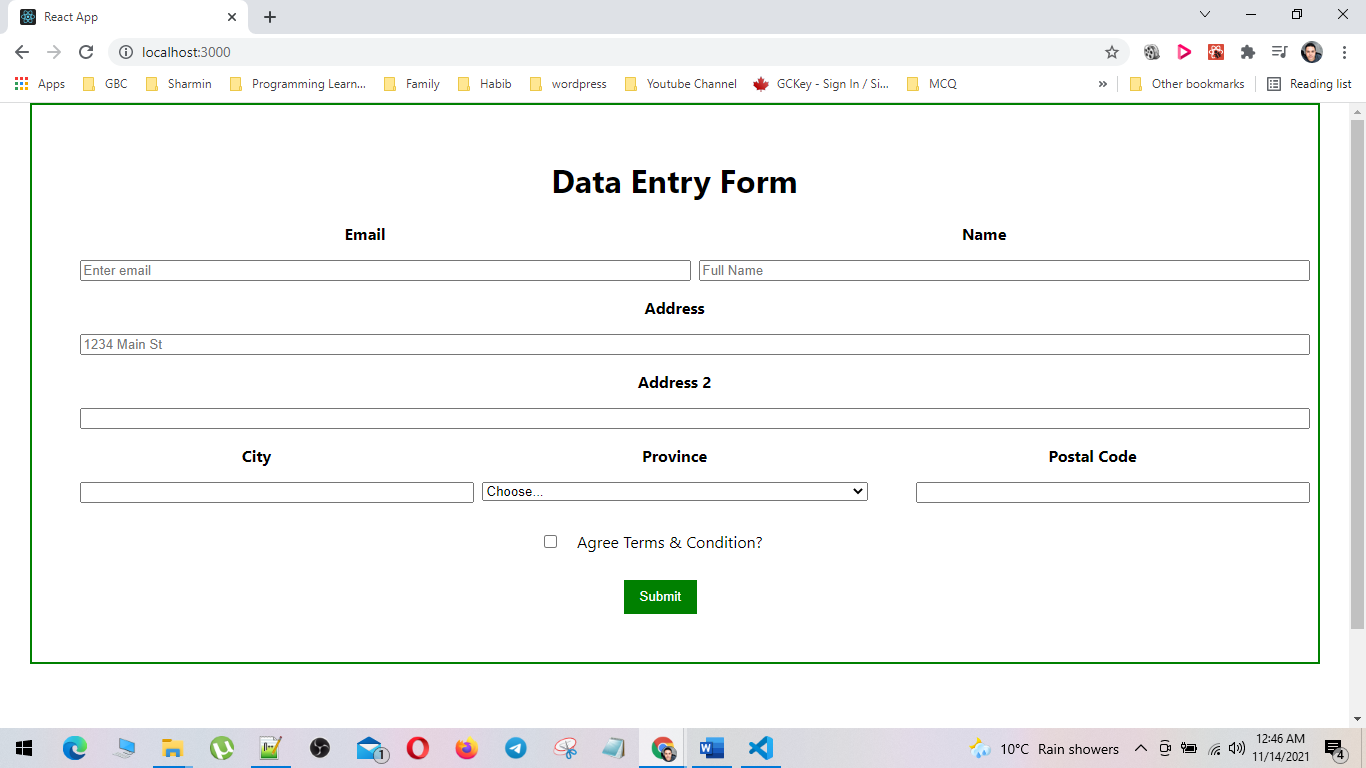 React App
localhost:3000
Apps GBC Sharmin Programming Learn... Family Habib wordpress Youtube Channel GCKey - Sign In / Si... MCQ » Other bookmarks Reading list
Data Entry Form
Email Name
Enter email Full Name
Address
1234 Main St
Address 2
City Province Postal Code
Choose...
Agree Terms & Condition?
Submit
1 10°C Rain showers 12:46 AM 4
11/14/2021